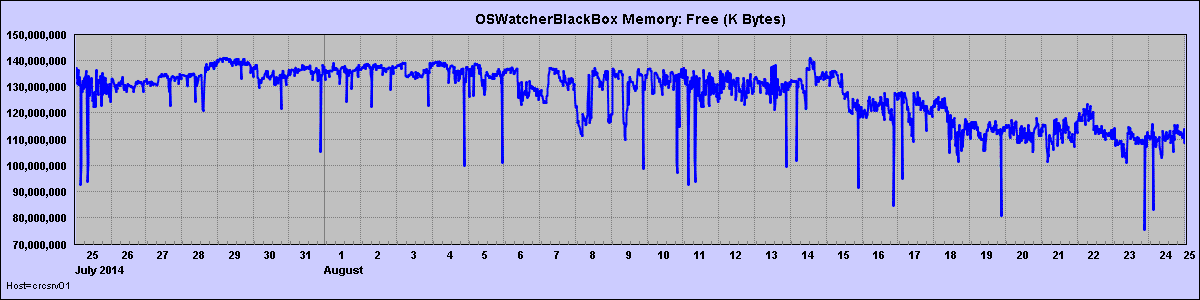 OSWatcherBlackBox Memory: Free (K Bytes)
150,000,000
140,000,000
130,000,000
120,000,000
110,000,000
100,000,000
90,000,000
80,000,000
70,000,000
25 26 27 28 29 30 31 1 2 3 4 5 6 7 8 9 10 11 12 13 14 15 16 17 18 19 20 21 22 23 24 25
July 2014 August
Host=crcsrv01